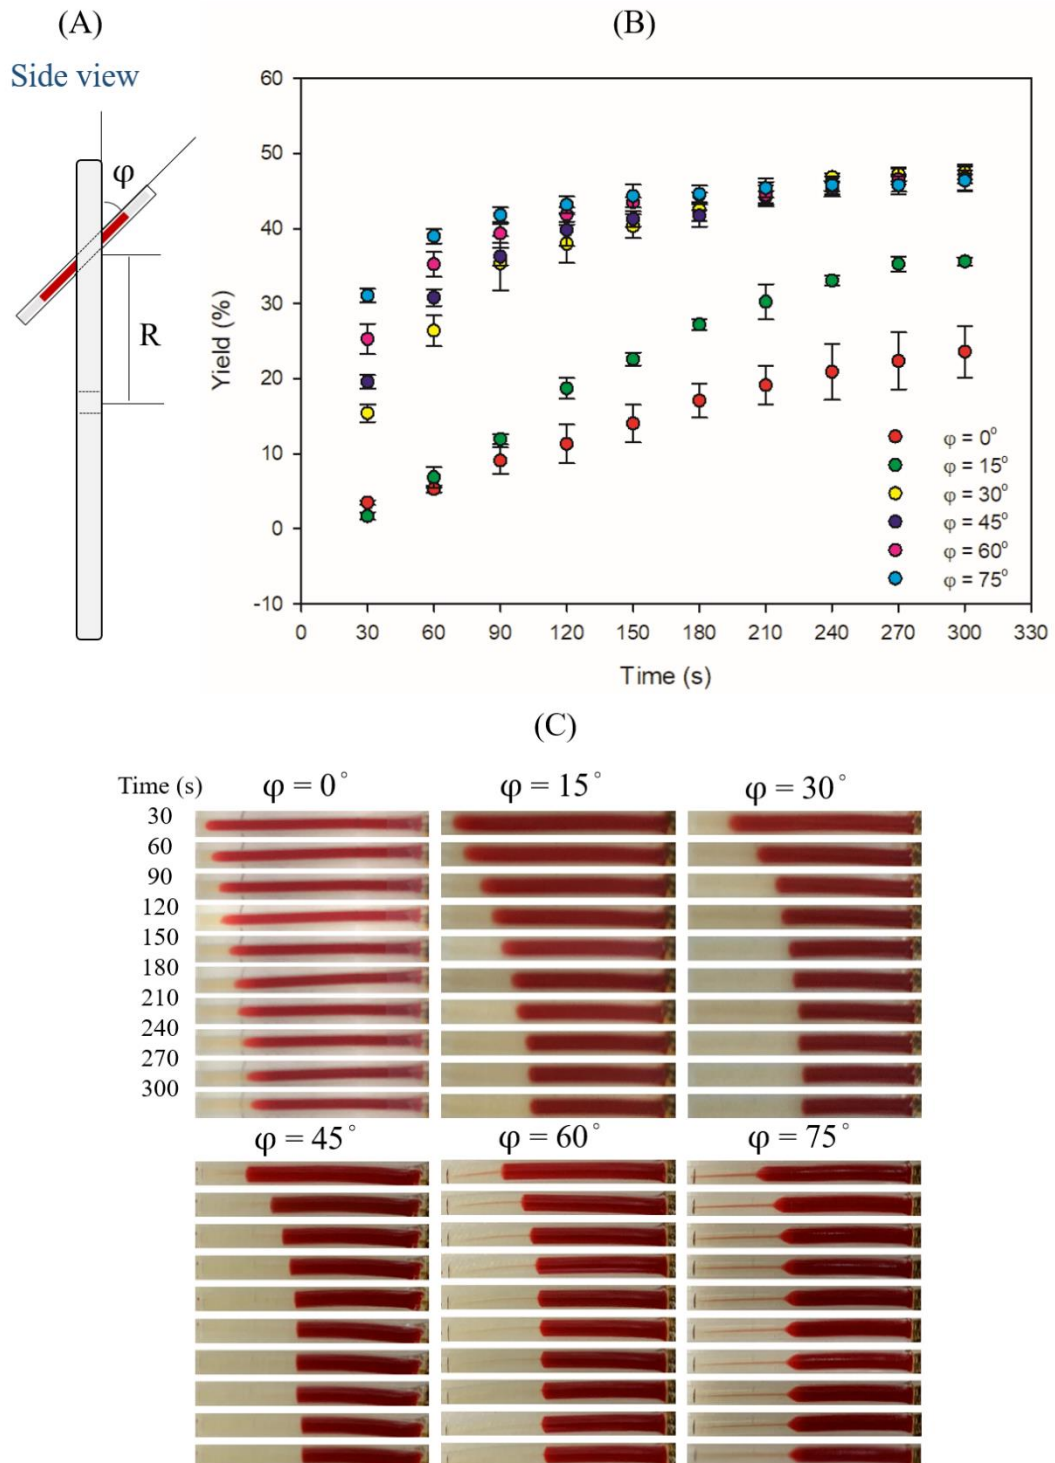 (A)
Side view
φ
R
(B)
Yield (%)
60
50
40
30
20
10
0
-10
0 30 60 90 120 150 180 210 240 270 300 330
Time (s)
φ = 0°
φ = 15°
φ = 30°
φ = 45°
φ = 60°
φ = 75°
(C)
Time (s) φ = 0° φ = 15° φ = 30°
30
60
90
120
150
180
210
240
270
300
φ = 45° φ = 60° φ = 75°